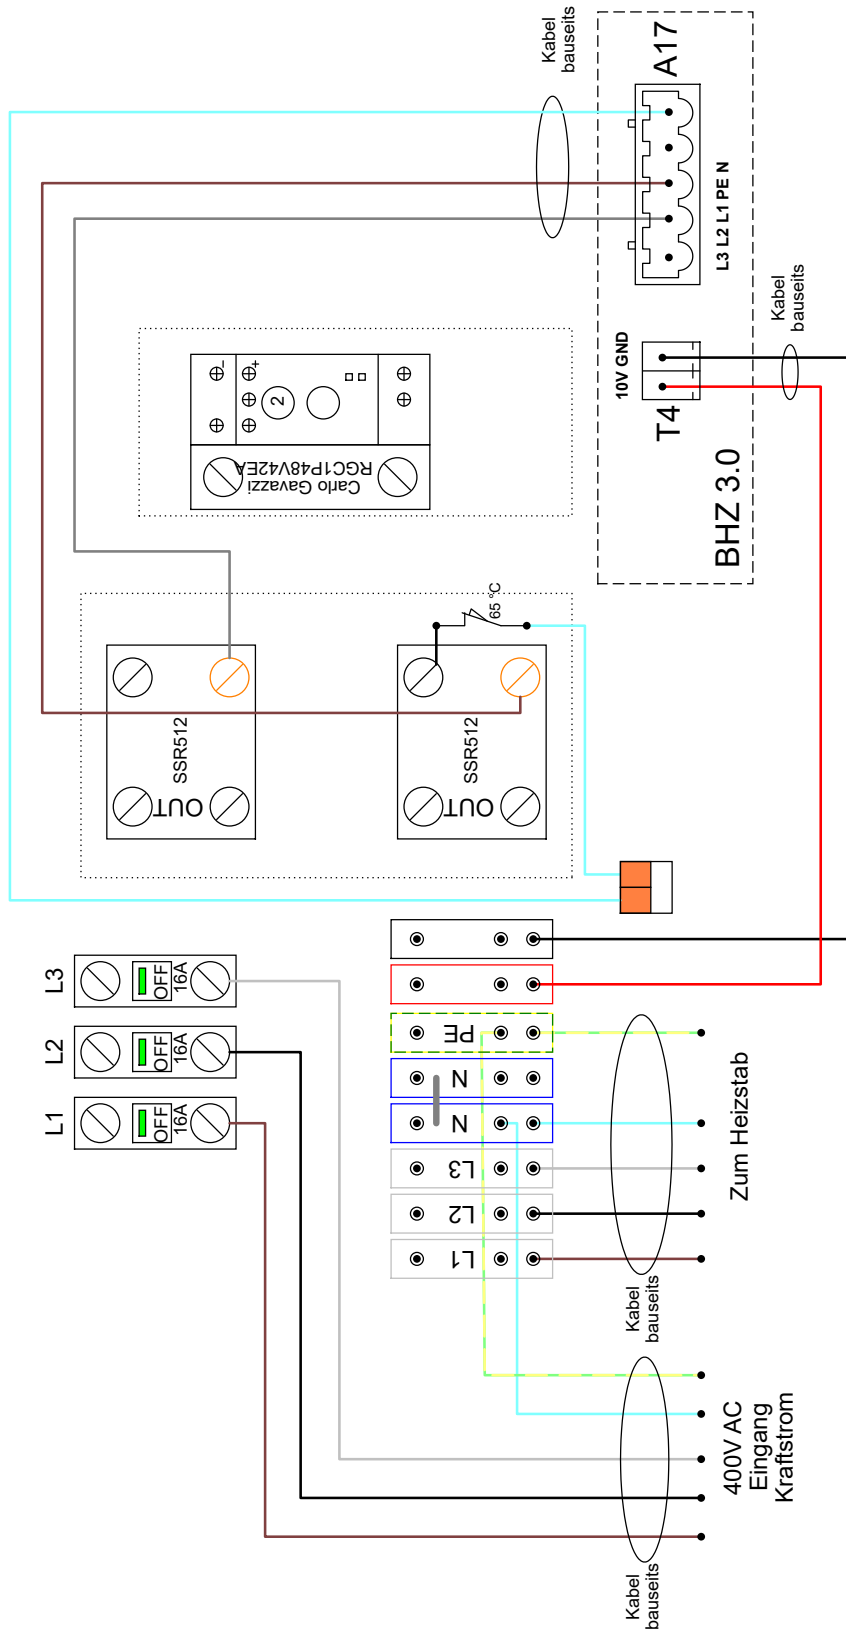 Kabel
bauseits
A17
L3 L2 L1 PE N
Kabel
bauseits
10V GND
T4
BHZ 3.0
Carlo Gavazzi
RGC1P48V42EA
2
+
-
65 °C
SSR512
OUT
SSR512
OUT
L3
OFF
16A
L2
OFF
16A
L1
OFF
16A
PE
N
N
L3
L2
L1
Zum Heizstab
Kabel
bauseits
400V AC
Eingang
Kraftstrom
Kabel
bauseits